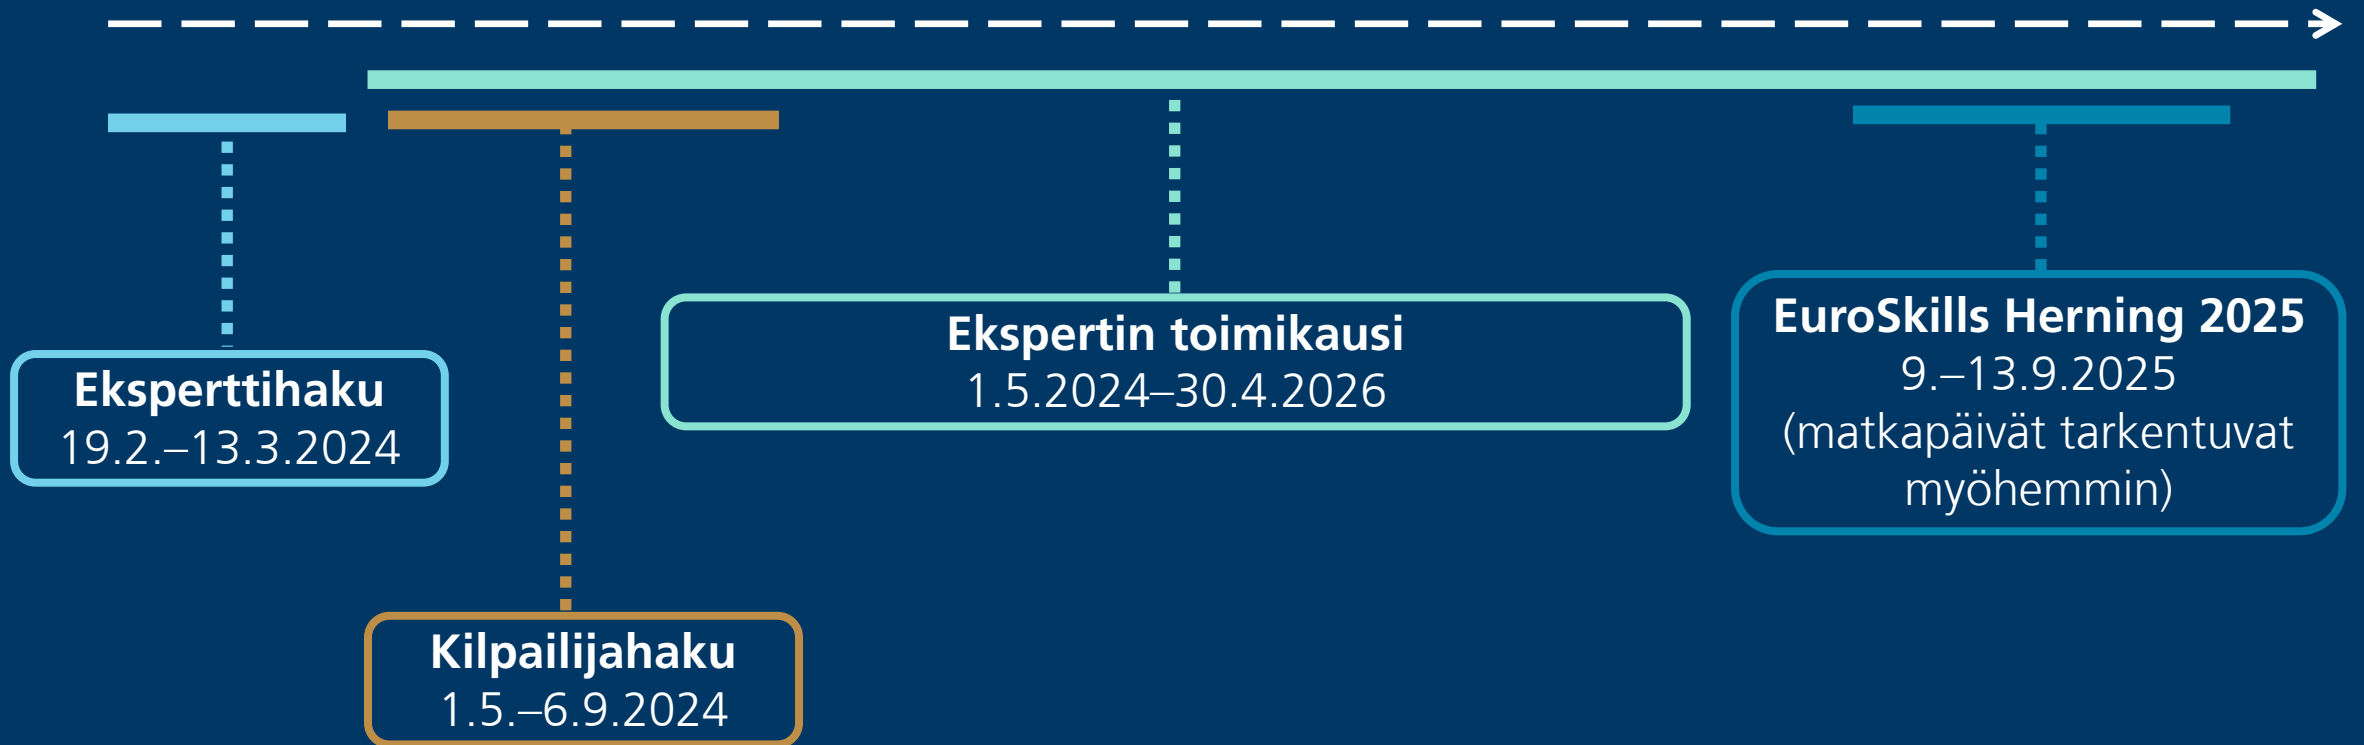 Eksperttihaku
19.2.–13.3.2024
Kilpailijahaku
1.5.–6.9.2024
Ekspertin toimikausi
1.5.2024–30.4.2026
EuroSkills Herning 2025
9.–13.9.2025
(matkapäivät tarkentuvat
myöhemmin)